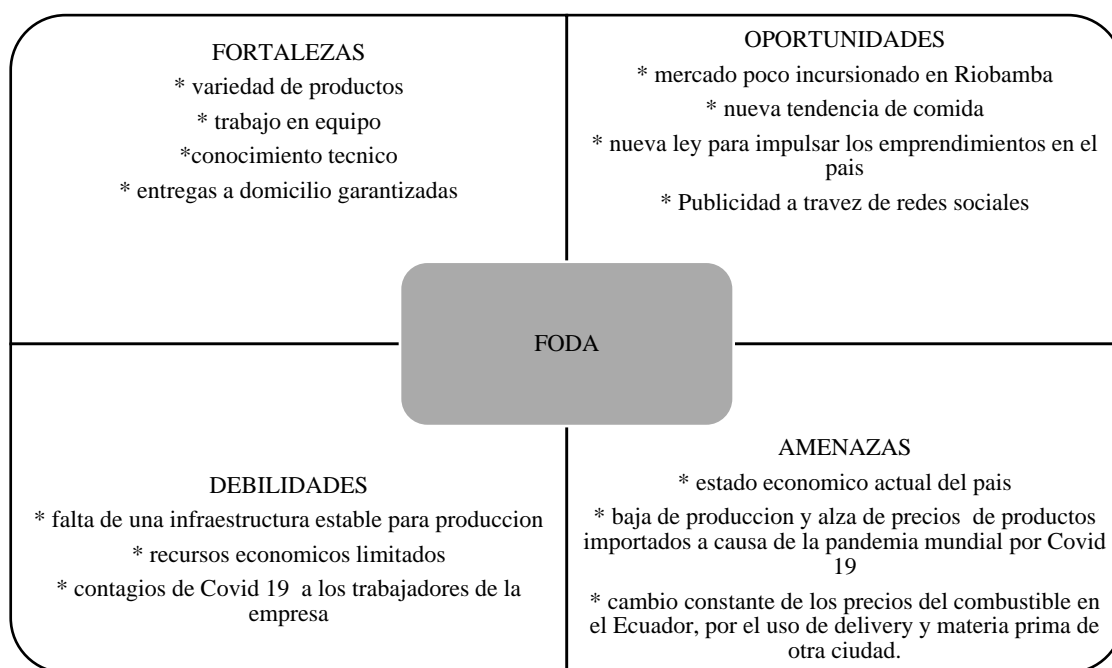 FORTALEZAS
* variedad de productos
* trabajo en equipo
*conocimiento tecnico
* entregas a domicilio garantizadas
OPORTUNIDADES
* mercado poco incursionado en Riobamba
* nueva tendencia de comida
* nueva ley para impulsar los emprendimientos en el
pais
* Publicidad a travez de redes sociales
FODA
DEBILIDADES
* falta de una infraestructura estable para produccion
* recursos economicos limitados
* contagios de Covid 19 a los trabajadores de la
empresa
AMENAZAS
* estado economico actual del pais
* baja de produccion y alza de precios de productos
importados a causa de la pandemia mundial por Covid
19
* cambio constante de los precios del combustible en
el Ecuador, por el uso de delivery y materia prima de
otra ciudad.